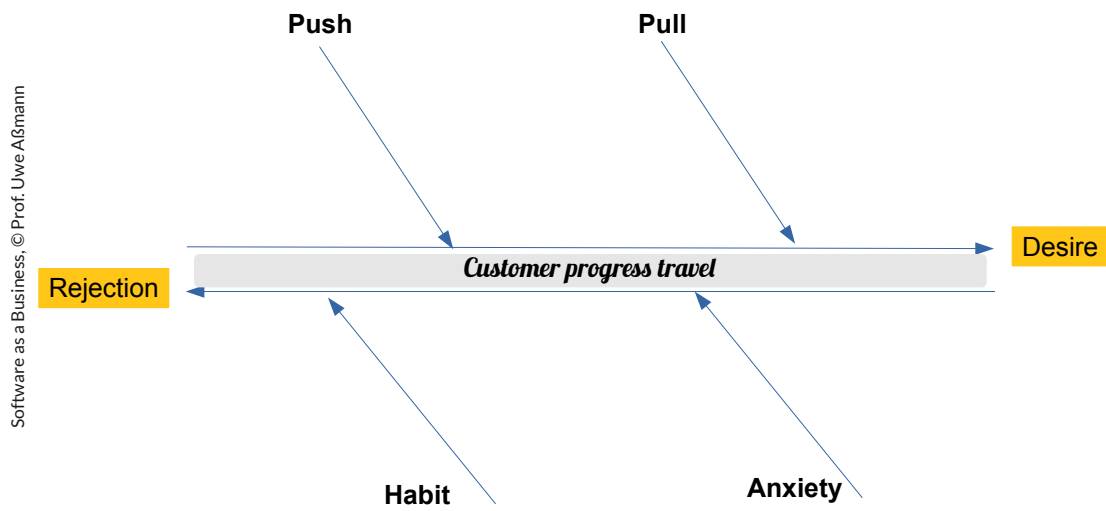 Push
Pull
Software as a Business, © Prof. Uwe Aßmann
Desire
Customer progress travel
Rejection
Habit
Anxiety